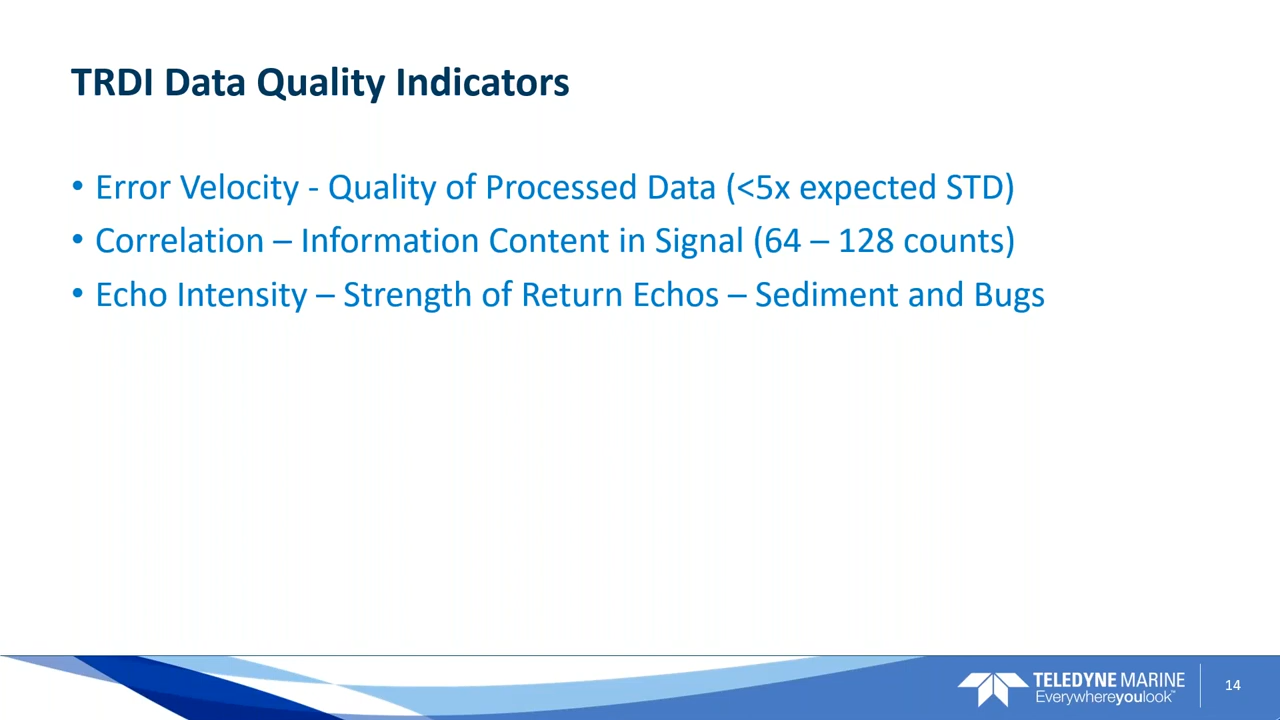 TRDI Data Quality Indicators
• Error Velocity - Quality of Processed Data (<5x expected STD)
• Correlation – Information Content in Signal (64 – 128 counts)
• Echo Intensity – Strength of Return Echos – Sediment and Bugs
TELEDYNE MARINE
Everywhereyoulook™
14